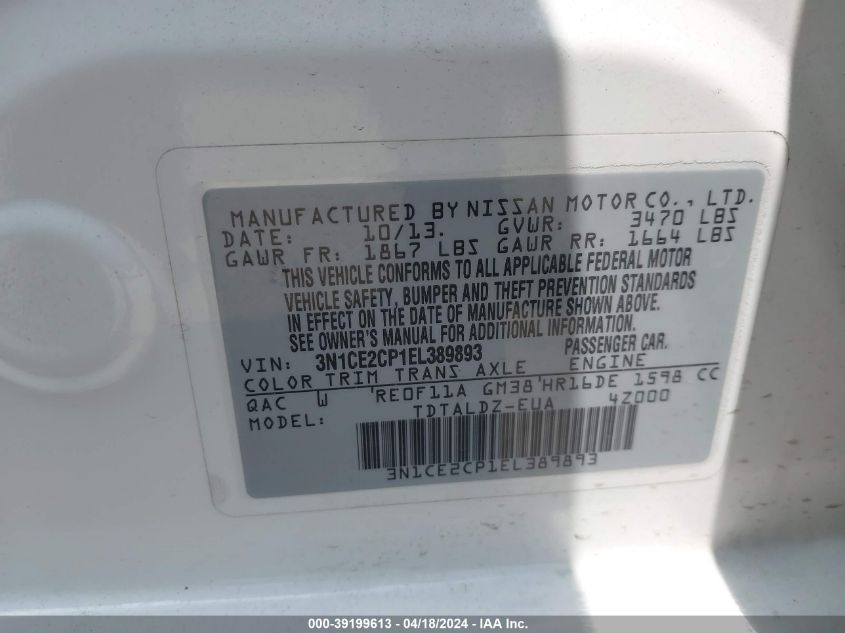 MANUFACTURED BY NISSAN MOTOR CO., LTD.
DATE: 10/13. GVWR: 3470 LBS
GAWR FR: 1867 LBS GAWR RR: 1664 LBS
THIS VEHICLE CONFORMS TO ALL APPLICABLE FEDERAL MOTOR
VEHICLE SAFETY, BUMPER AND THEFT PREVENTION STANDARDS
IN EFFECT ON THE DATE OF MANUFACTURE SHOWN ABOVE.
SEE OWNER'S MANUAL FOR ADDITIONAL INFORMATION.
VIN: 3N1CE2CP1EL389893 PASSENGER CAR.
COLOR TRIM TRANS AXLE ENGINE
QAC W 'RE0F11A GM38'HR16DE 1598 CC
MODEL: TDTALDZ-EUA 4Z000
3N1CE2CP1EL389893
000-39199613 - 04/18/2024 - IAA Inc.